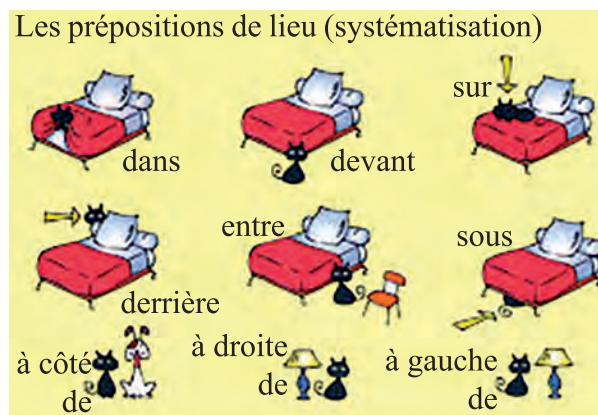 Les prépositions de lieu (systématisation)
sur
dans
devant
entre
sous
derrière
à côté
de
à droite
de
à gauche
de